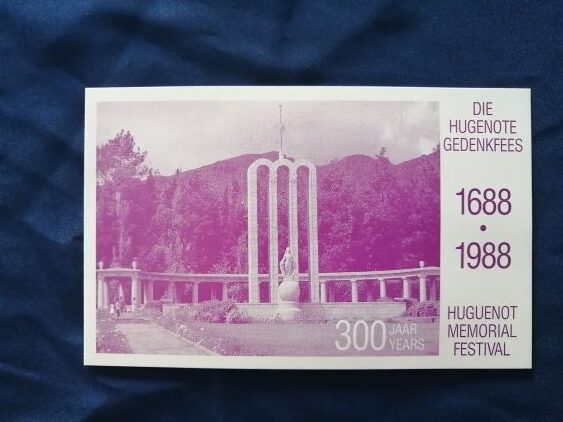 DIE
HUGENOTE
GEDENKFEES
1688
•
1988
HUGUENOT
MEMORIAL
FESTIVAL
300 JAAR
YEARS